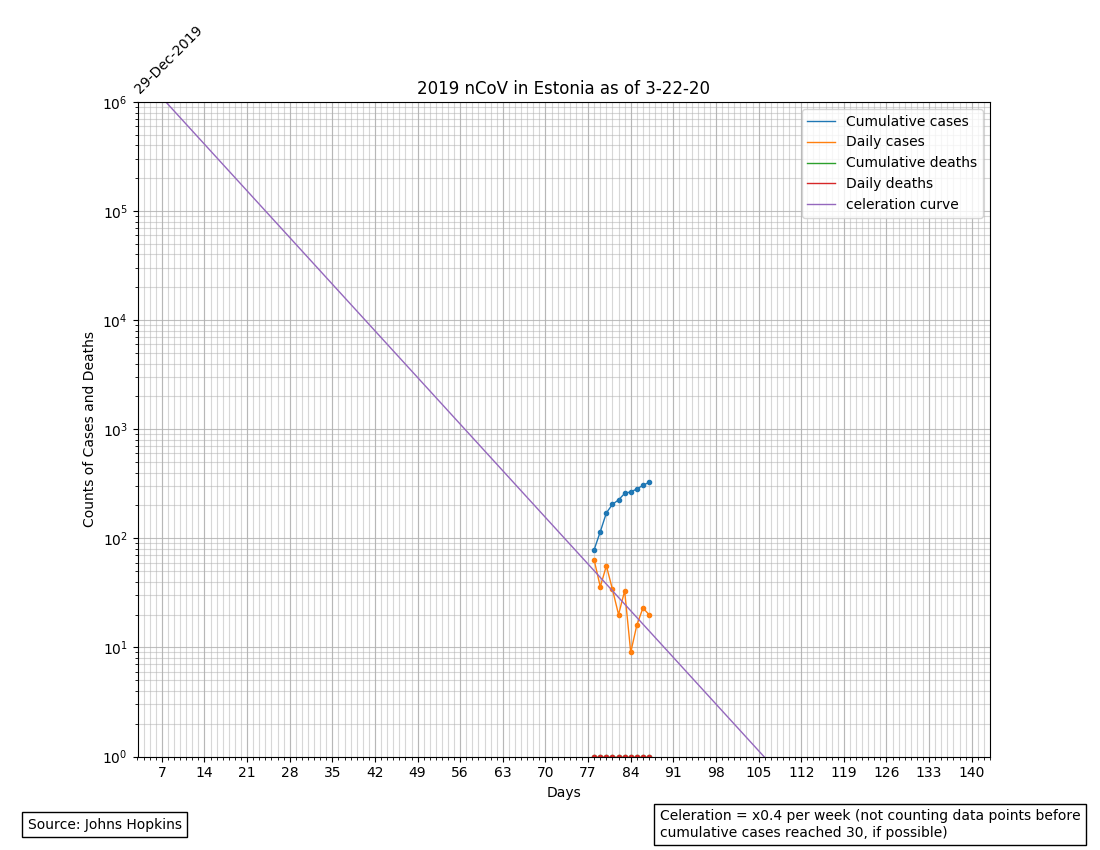 29-Dec-2019
2019 nCoV in Estonia as of 3-22-20
Counts of Cases and Deaths
10^6
10^5
10^4
10^3
10^2
10^1
10^0
Cumulative cases
Daily cases
Cumulative deaths
Daily deaths
celeration curve
7 14 21 28 35 42 49 56 63 70 77 84 91 98 105 112 119 126 133 140
Days
Source: Johns Hopkins
Celeration = x0.4 per week (not counting data points before
cumulative cases reached 30, if possible)